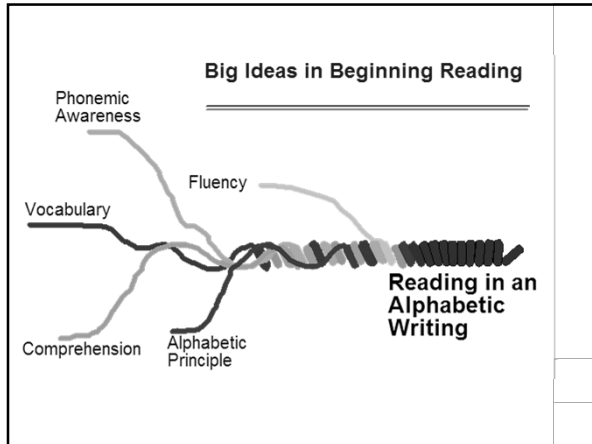 Big Ideas in Beginning Reading
Phonemic
Awareness
Fluency
Vocabulary
Reading in an
Alphabetic
Writing
Comprehension
Alphabetic
Principle